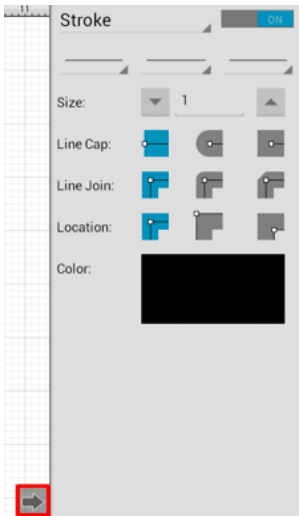 11
Stroke
ON
Size:
1
Line Cap:
Line Join:
Location:
Color: